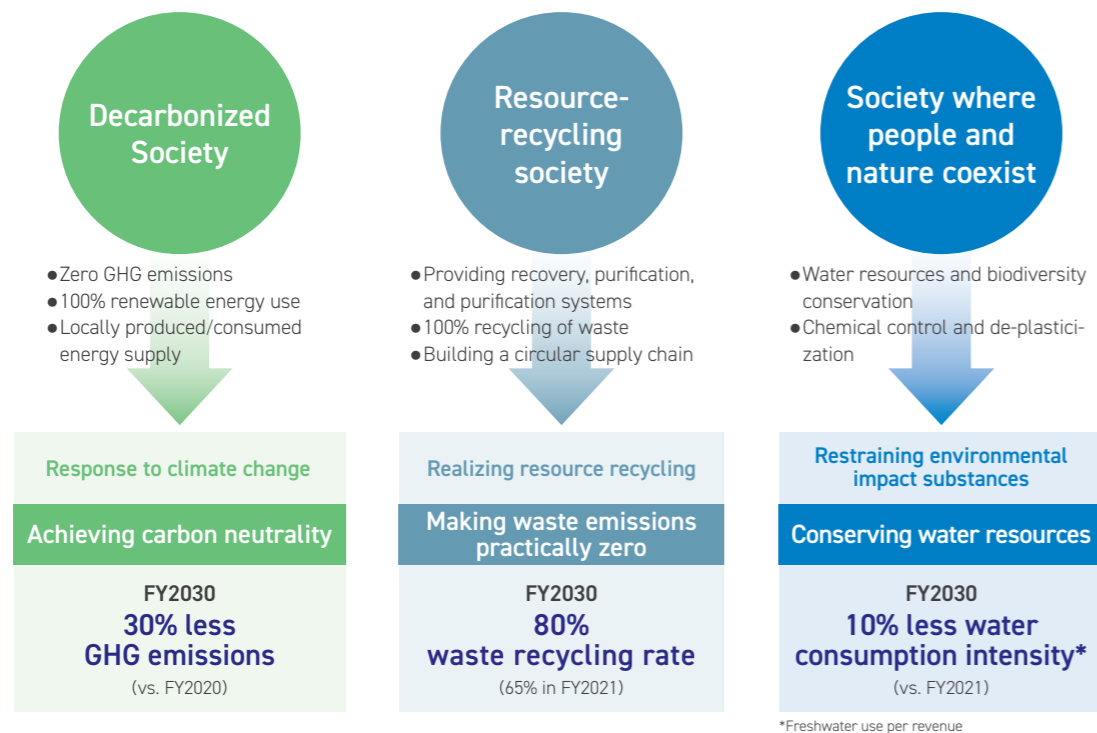 Decarbonized
Society
●Zero GHG emissions
●100% renewable energy use
●Locally produced/consumed
energy supply
Response to climate change
Achieving carbon neutrality
FY2030
30% less
GHG emissions
(vs. FY2020)
Resource-
recycling
society
●Providing recovery, purification,
and purification systems
●100% recycling of waste
●Building a circular supply chain
Realizing resource recycling
Making waste emissions
practically zero
FY2030
80%
waste recycling rate
(65% in FY2021)
Society where
people and
nature coexist
●Water resources and biodiversity
conservation
●Chemical control and de-plastici-
zation
Restraining environmental
impact substances
Conserving water resources
FY2030
10% less water
consumption intensity*
(vs. FY2021)
*Freshwater use per revenue